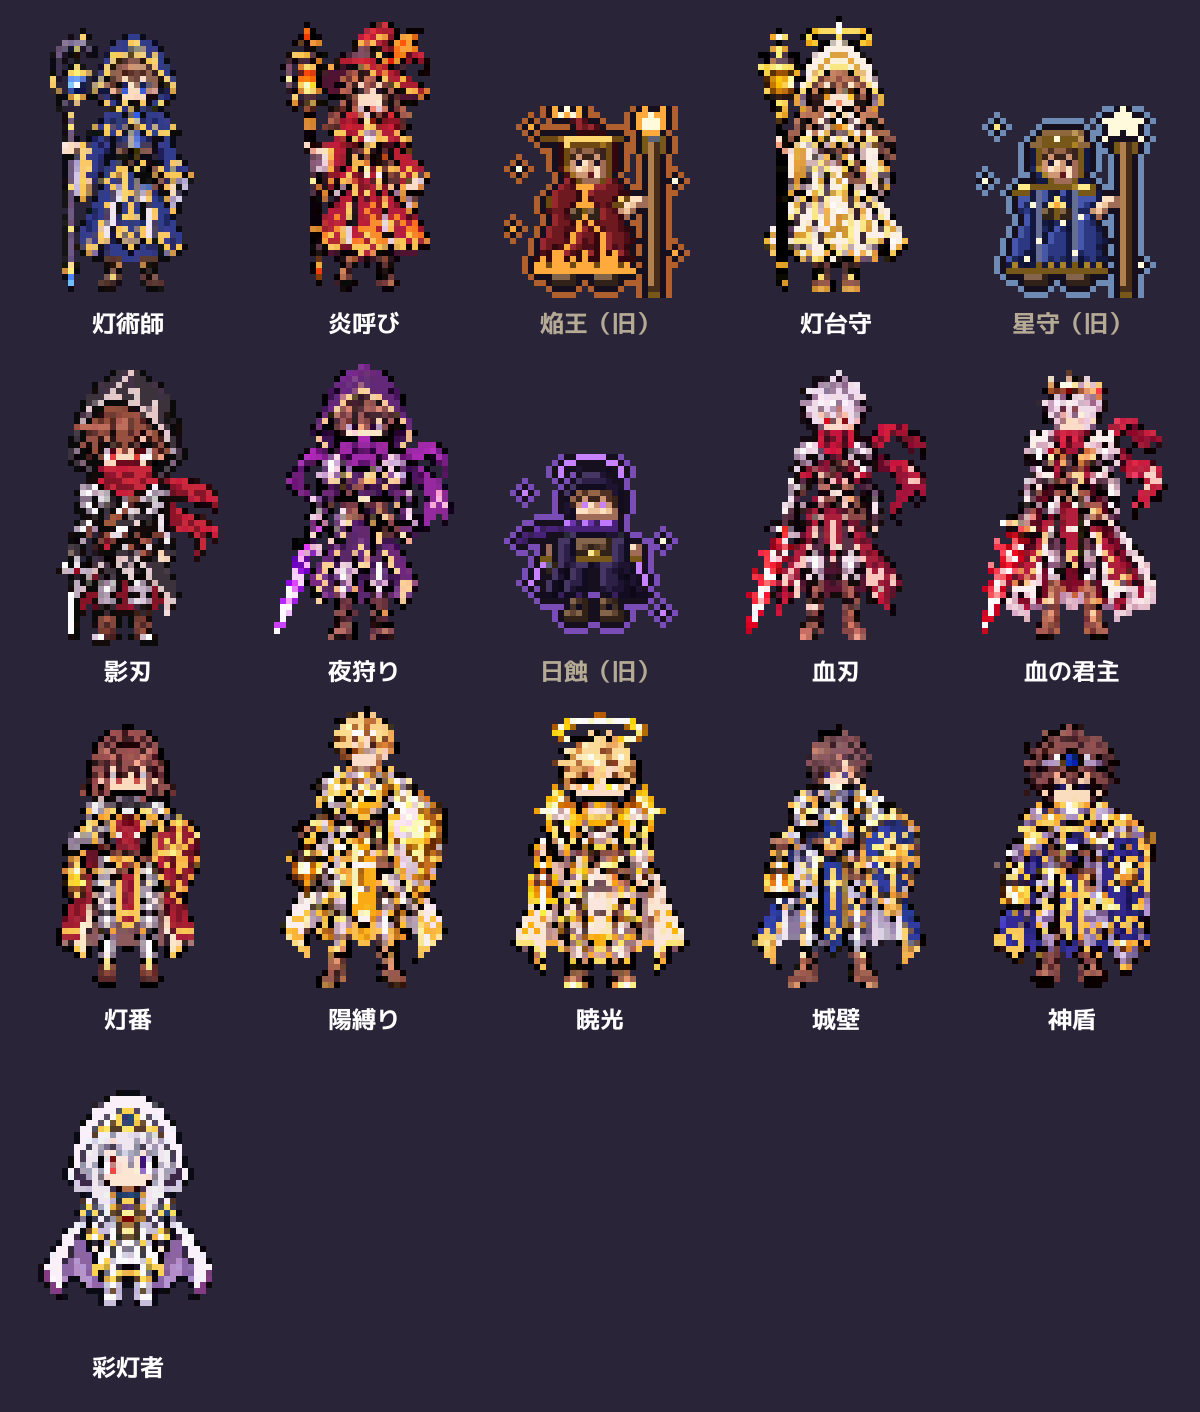 灯術師
炎呼び
焔王（旧）
灯台守
星守（旧）
影刃
夜狩り
日蝕（旧）
血刃
血の君主
灯番
陽縛り
暁光
城壁
神盾
彩灯者